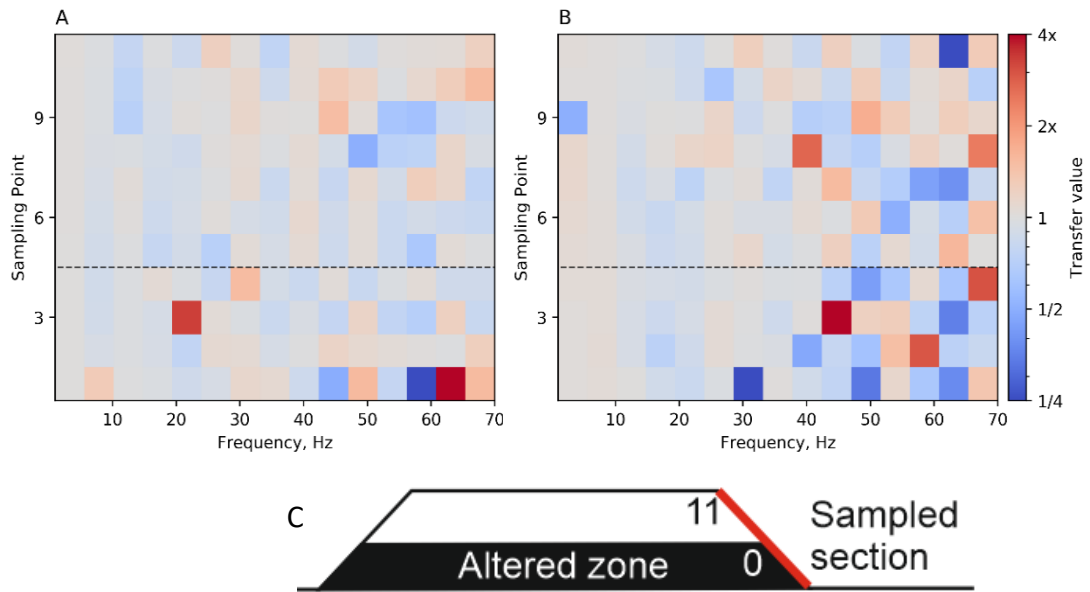 A
B
9
6
3
Sampling Point
10 20 30 40 50 60 70
Frequency, Hz
9
6
3
Sampling Point
10 20 30 40 50 60 70
Frequency, Hz
4x
2x
1
1/2
1/4
Transfer value
C
11
0
Altered zone
Sampled
section